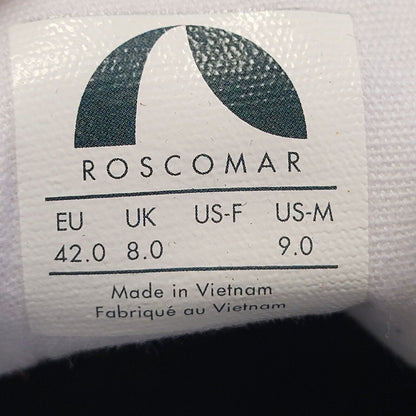 ROSCOMAR
EU UK US-F US-M
42.0 8.0 9.0
Made in Vietnam
Fabriqué au Vietnam